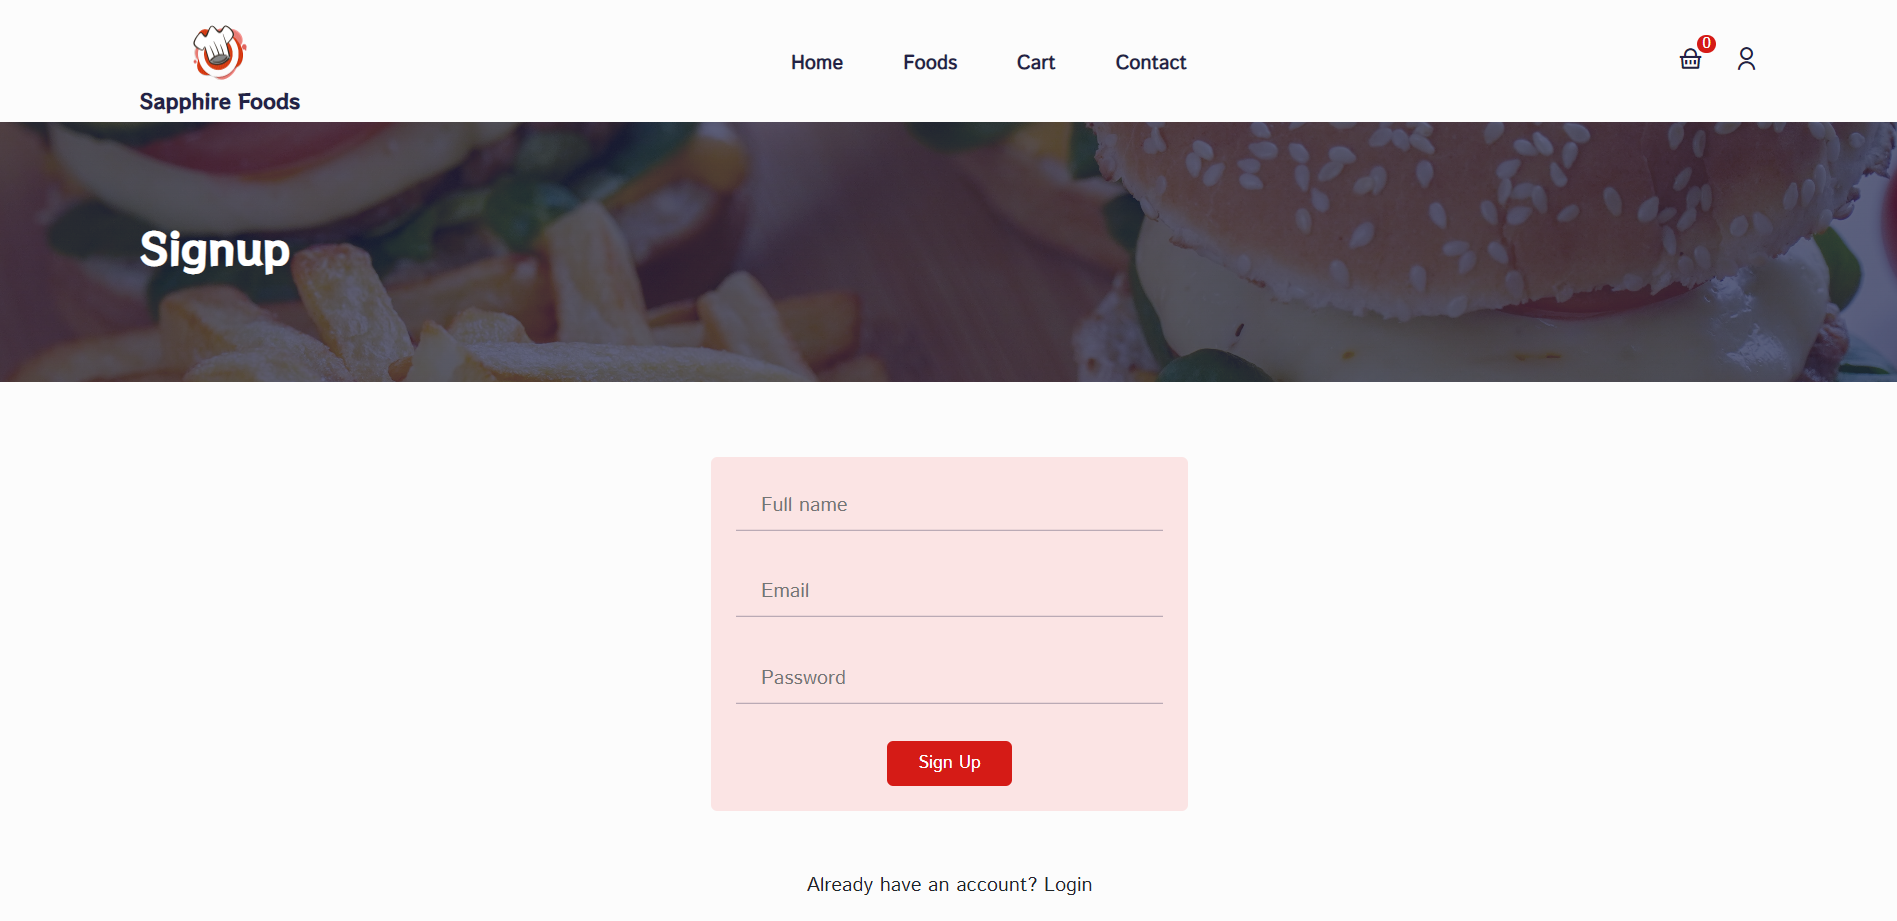 Sapphire Foods
Home
Foods
Cart
Contact
0
Signup
Full name
Email
Password
Sign Up
Already have an account? Login